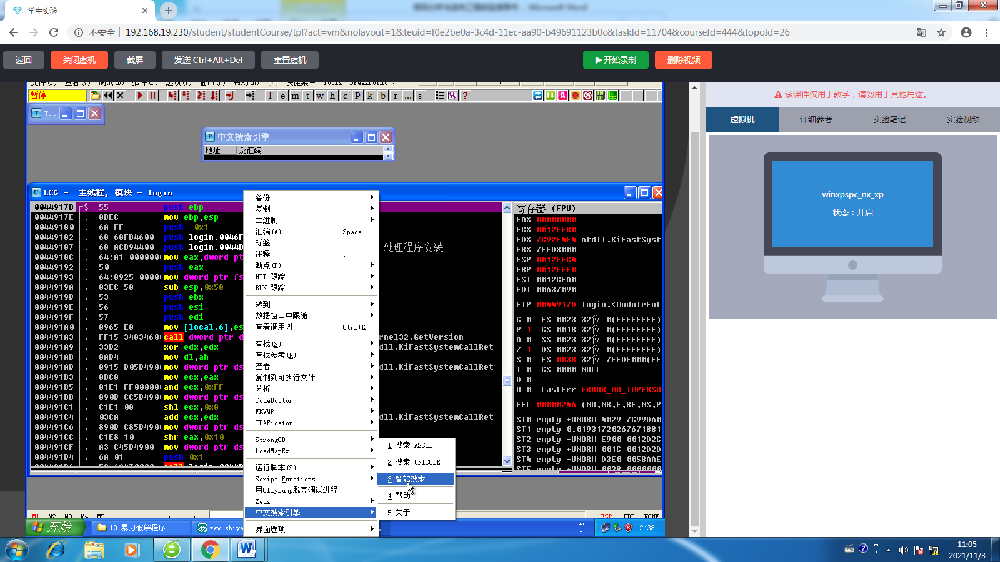 学生实验
不安全 192.168.19.230/student/studentCourse/tpl?act=vm&nolayout=1&teuid=f0e2be0a-3c4d-11ec-aa90-b49691123b0c&taskId=11704&courseId=444&topoId=26
返回 关闭虚机 截屏 发送 Ctrl+Alt+Del 重置虚机 开始录制 删除视频
暂停 l e m t w h c p k b r ... s ?
T..
中文搜索引擎
地址 反汇编
LCG - 主线程, 模块 - login
0044917D $ 55 push ebp
0044917E . 8BEC mov ebp,esp
00449180 . 6A FF push -0x1
00449182 . 68 68FD4600 push login.0046F
00449187 . 68 ACD94400 push login.0044D 处理程序安装
0044918C . 64:A1 0000000 mov eax,dword pt
00449192 . 50 push eax
00449193 . 64:8925 00000 mov dword ptr fs
0044919A . 83EC 58 sub esp,0x58
0044919D . 53 push ebx
0044919E . 56 push esi
0044919F . 57 push edi
004491A0 . 8965 E8 mov [local.6],es
004491A3 . FF15 34834600 call dword ptr d rnel32.GetVersion
004491A9 . 33D2 xor edx,edx dll.KiFastSystemCallRet
004491AB . 8AD4 mov dl,ah
004491AD . 8915 D05D4900 mov dword ptr ds dll.KiFastSystemCallRet
004491B3 . 8BC8 mov ecx,eax
004491B5 . 81E1 FF000000 and ecx,0xFF
004491BB . 890D CC5D4900 mov dword ptr ds
004491C1 . C1E1 08 shl ecx,0x8
004491C4 . 03CA add ecx,edx dll.KiFastSystemCallRet
004491C6 . 890D C85D4900 mov dword ptr ds
004491CC . C1E8 10 shr eax,0x10
004491CF . A3 C45D4900 mov dword ptr ds
004491D4 . 6A 01 push 0x1
备份
复制
二进制
汇编(A) Space
标签 :
注释 ;
断点(P)
HIT 跟踪
RUN 跟踪
转到
数据窗口中跟随
查看调用树 Ctrl+K
查找(S)
查找参考(R)
查看
复制到可执行文件
分析
CodeDoctor
FKVMP
IDAFicator
StrongOD
LoadMapEx
运行脚本(S)
Script Functions...
用OllyDump脱壳调试进程
Zeus
中文搜索引擎
界面选项
1 搜索 ASCII
2 搜索 UNICODE
3 智能搜索
4 帮助
5 关于
寄存器 (FPU)
EAX 00000000
ECX 0012FFB0
EDX 7C92E4F4 ntdll.KiFastSyste
EBX 7FFD3000
ESP 0012FFC4
EBP 0012FFF0
ESI 0012CFA0
EDI 00637090
EIP 0044917D login.<ModuleEnt
C 0 ES 0023 32位 0(FFFFFFFF)
P 1 CS 001B 32位 0(FFFFFFFF)
A 0 SS 0023 32位 0(FFFFFFFF)
Z 1 DS 0023 32位 0(FFFFFFFF)
S 0 FS 003B 32位 7FFDF000(FF
T 0 GS 0000 NULL
D 0
O 0 LastErr ERROR_NO_IMPERSO
EFL 00000246 (NO,NB,E,BE,NS,P
ST0 empty +UNORM 4029 7C99D60
ST1 empty 0.01931720267671881
ST2 empty -UNORM E900 0012D2C
ST3 empty +UNORM 001C 0012D2D
ST4 empty -UNORM D3E0 005BAAE
M1 M2 M3 M4 M5 Command: ESP EBP NONE
开始 19. 暴力破解程序 www.shiya 2:38
该课件仅用于教学，请勿用于其他用途。
虚拟机 详细参考 实验笔记 实验视频
winxpspc_nx_xp
状态：开启
11:05
2021/11/3